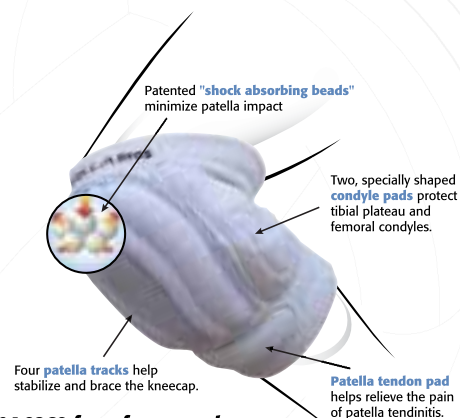 Patented "shock absorbing beads"
minimize patella impact
Two, specially shaped
condyle pads protect
tibial plateau and
femoral condyles.
Four patella tracks help
stabilize and brace the kneecap.
Patella tendon pad
helps relieve the pain
of patella tendinitis.